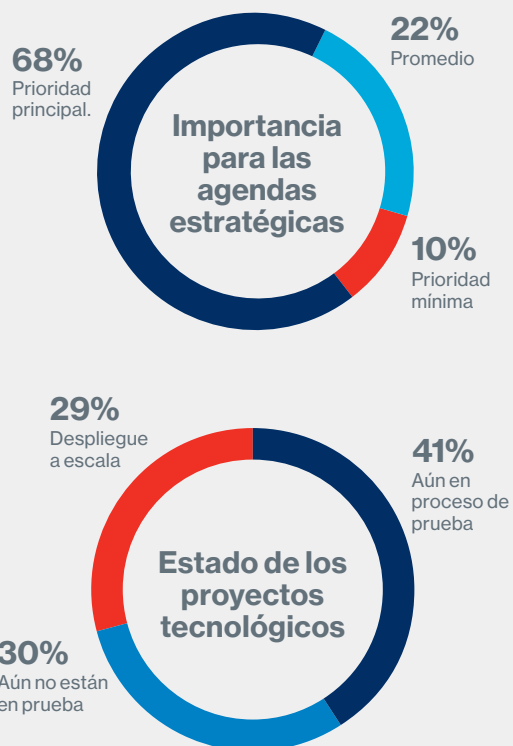 68%
Prioridad
principal.
22%
Promedio
Importancia
para las
agendas
estratégicas
10%
Prioridad
mínima
29%
Despliegue
a escala
41%
Aún en
proceso de
prueba
Estado de los
proyectos
tecnológicos
30%
Aún no están
en prueba